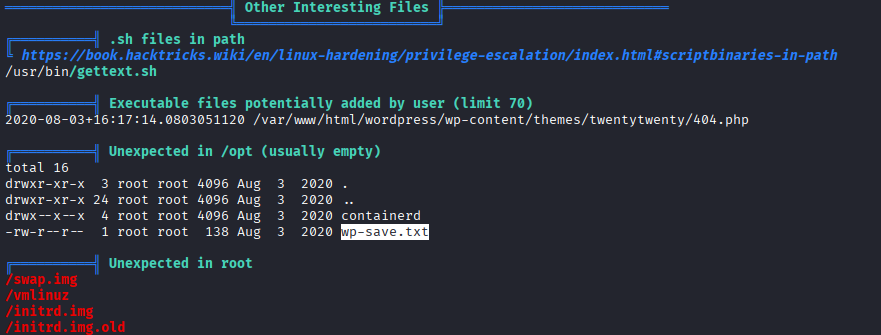 Other Interesting Files
.sh files in path
https://book.hacktricks.wiki/en/linux-hardening/privilege-escalation/index.html#scriptbinaries-in-path
/usr/bin/gettext.sh
Executable files potentially added by user (limit 70)
2020-08-03+16:17:14.0803051120 /var/www/html/wordpress/wp-content/themes/twentytwenty/404.php
Unexpected in /opt (usually empty)
total 16
drwxr-xr-x  3 root root 4096 Aug  3  2020 .
drwxr-xr-x 24 root root 4096 Aug  3  2020 ..
drwx--x--x  4 root root 4096 Aug  3  2020 containerd
-rw-r--r--  1 root root  138 Aug  3  2020 wp-save.txt
Unexpected in root
/swap.img
/vmlinuz
/initrd.img
/initrd.img.old